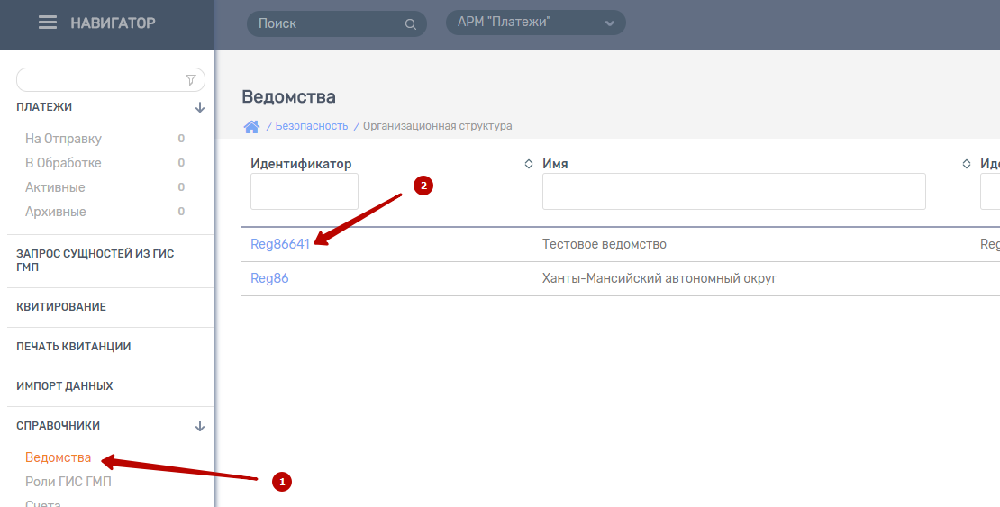 НАВИГАТОР
Поиск
АРМ "Платежи"
ПЛАТЕЖИ
На Отправку 0
В Обработке 0
Активные 0
Архивные 0
ЗАПРОС СУЩНОСТЕЙ ИЗ ГИС
ГМП
КВИТИРОВАНИЕ
ПЕЧАТЬ КВИТАНЦИИ
ИМПОРТ ДАННЫХ
СПРАВОЧНИКИ
Ведомства
Роли ГИС ГМП
Счета
1
Ведомства
/ Безопасность / Организационная структура
Идентификатор Имя Иде
2
Reg86641 Тестовое ведомство Reg
Reg86 Ханты-Мансийский автономный округ